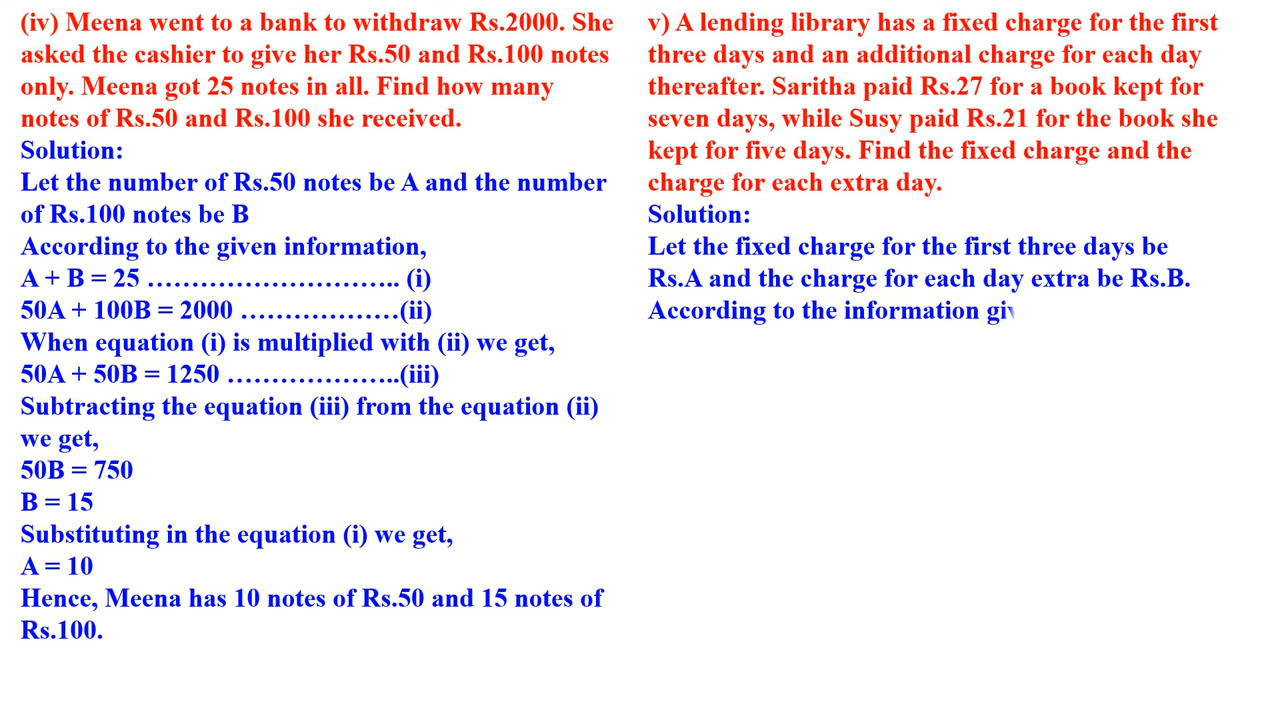 (iv) Meena went to a bank to withdraw Rs.2000. She
asked the cashier to give her Rs.50 and Rs.100 notes
only. Meena got 25 notes in all. Find how many
notes of Rs.50 and Rs.100 she received.
Solution:
Let the number of Rs.50 notes be A and the number
of Rs.100 notes be B
According to the given information,
A + B = 25 ……………………….. (i)
50A + 100B = 2000 ………………(ii)
When equation (i) is multiplied with (ii) we get,
50A + 50B = 1250 ………………..(iii)
Subtracting the equation (iii) from the equation (ii)
we get,
50B = 750
B = 15
Substituting in the equation (i) we get,
A = 10
Hence, Meena has 10 notes of Rs.50 and 15 notes of
Rs.100.
v) A lending library has a fixed charge for the first
three days and an additional charge for each day
thereafter. Saritha paid Rs.27 for a book kept for
seven days, while Susy paid Rs.21 for the book she
kept for five days. Find the fixed charge and the
charge for each extra day.
Solution:
Let the fixed charge for the first three days be
Rs.A and the charge for each day extra be Rs.B.
According to the information